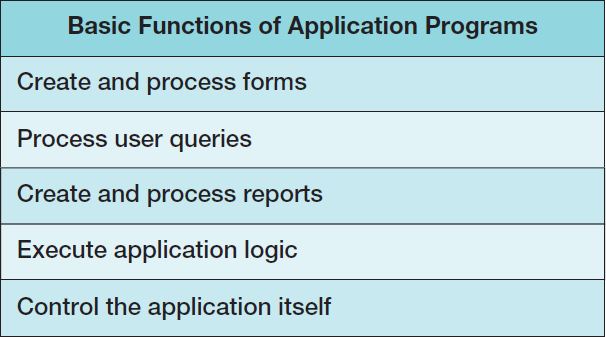 Basic Functions of Application Programs
Create and process forms
Process user queries
Create and process reports
Execute application logic
Control the application itself